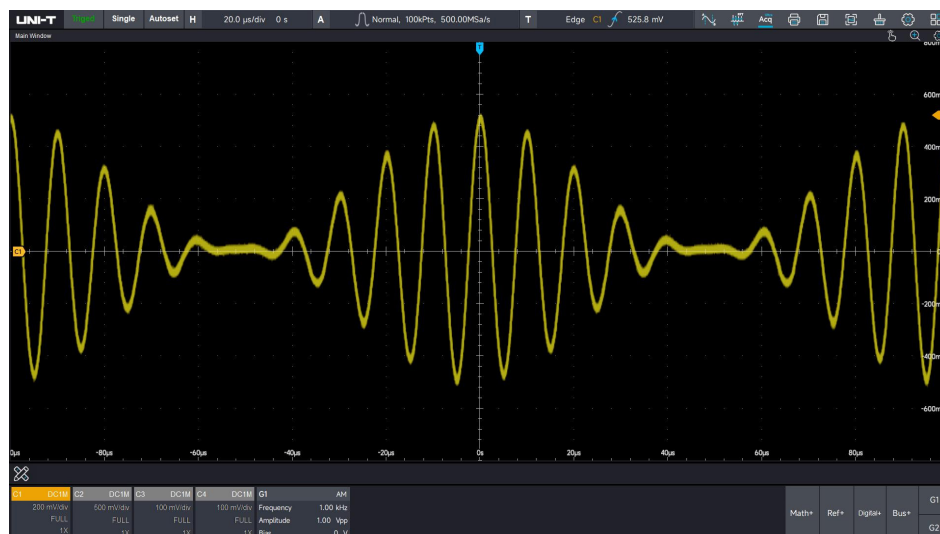 UNI-T Triged Single Autoset H 20.0 μs/div 0 s A Normal, 100kPts, 500.00MSa/s T Edge C1 525.8 mV Acq
Main Window
T
600m
400m
200m
C1
-200m
-400m
-600m
-80μs -60μs -40μs -20μs 0s 20μs 40μs 60μs 80μs
C1 DC1M C2 DC1M C3 DC1M C4 DC1M G1 AM
200 mV/div 500 mV/div 100 mV/div 100 mV/div Frequency 1.00 kHz
FULL FULL FULL FULL Amplitude 1.00 Vpp
1X 1X 1X 1X Bias 0 V
Math+ Ref+ Digital+ Bus+ G1
G2